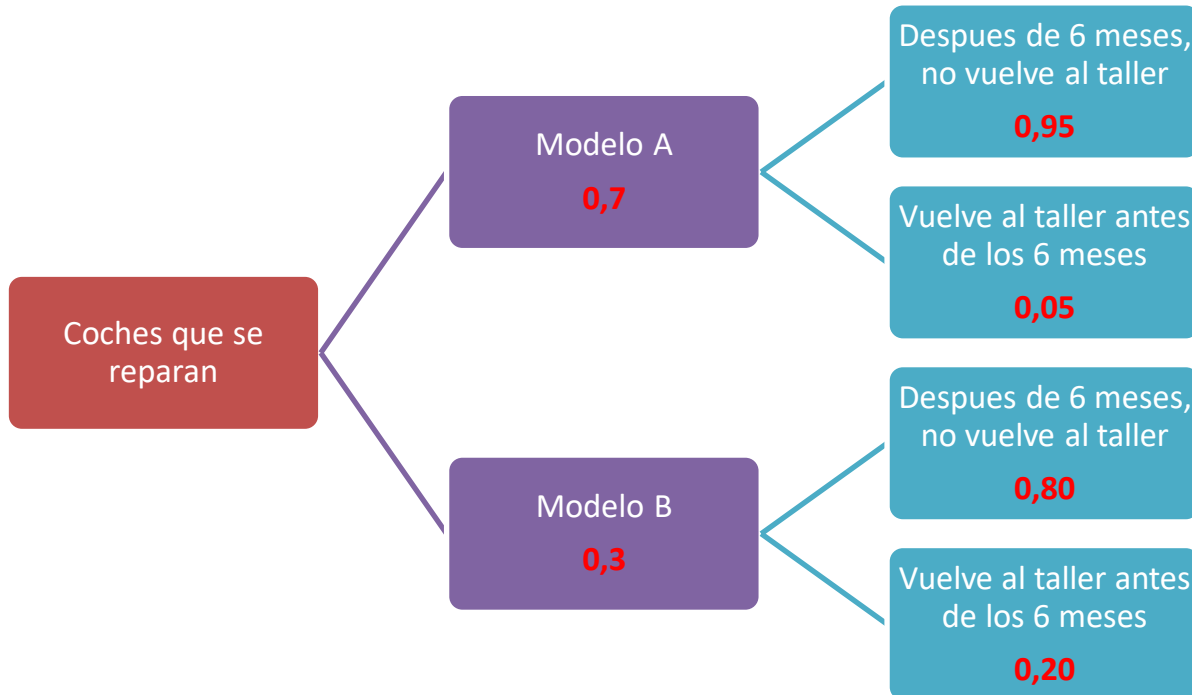 Coches que se
reparan
Modelo A
0,7
Despues de 6 meses,
no vuelve al taller
0,95
Vuelve al taller antes
de los 6 meses
0,05
Modelo B
0,3
Despues de 6 meses,
no vuelve al taller
0,80
Vuelve al taller antes
de los 6 meses
0,20